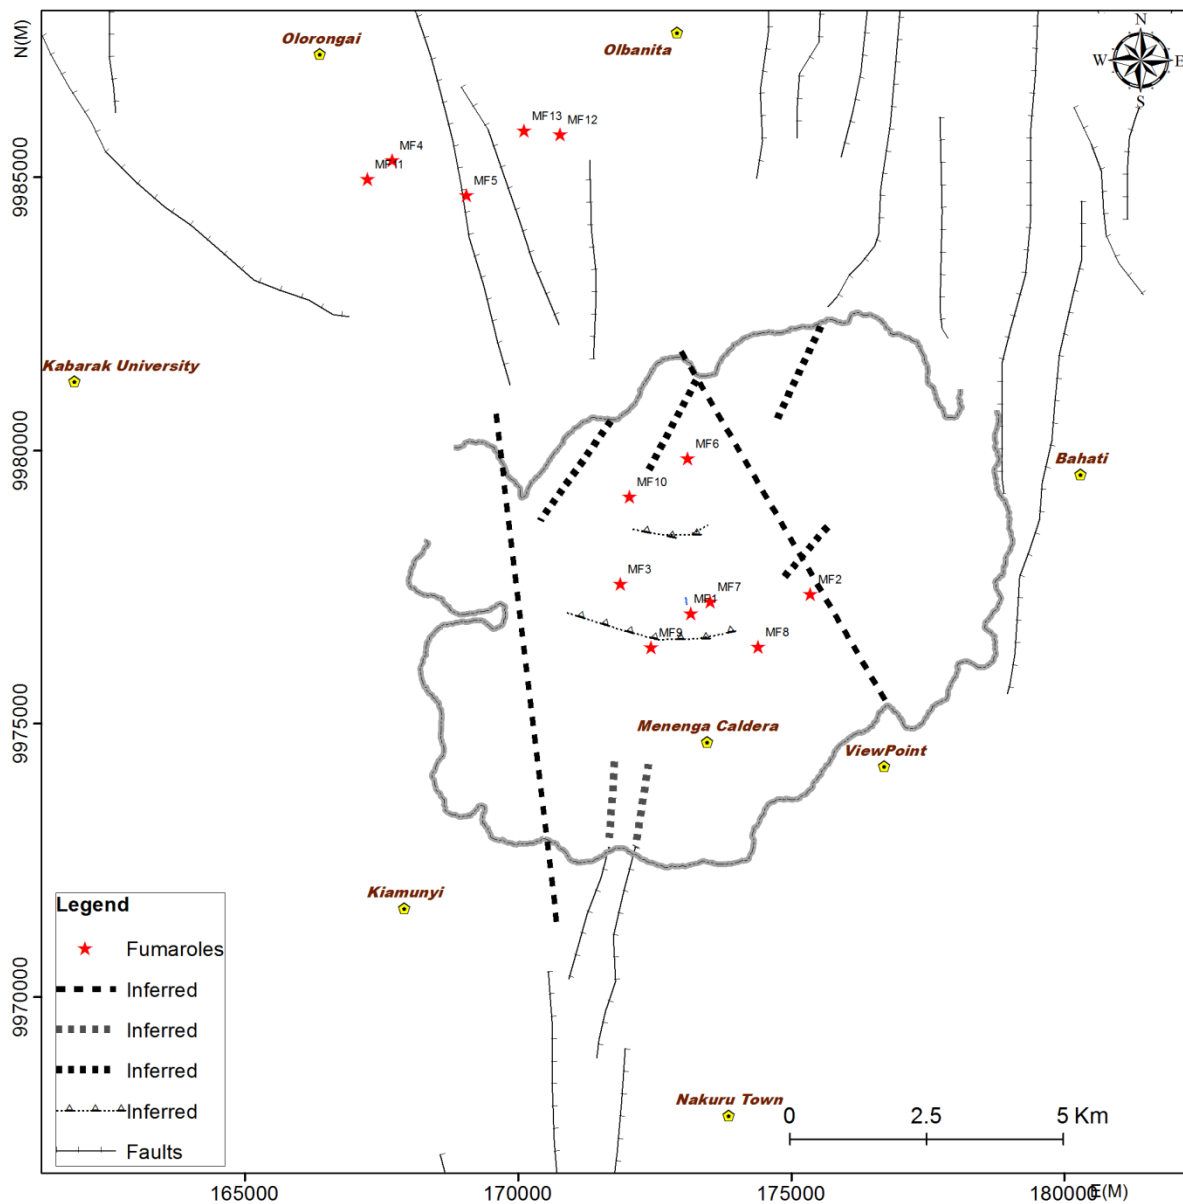 N(M)
Olorongai
Olbanita
N
W
E
S
MF13
MF12
MF4
MF11
MF5
9985000
Kabarak University
9980000
MF6
Bahati
MF10
MF3
MF7
MF2
MF1
MF9
MF8
9975000
Menenga Caldera
ViewPoint
Kiamunyi
Legend
Fumaroles
Inferred
Inferred
Inferred
Inferred
Faults
9970000
Nakuru Town
0
2.5
5 Km
165000
170000
175000
180000
E(M)